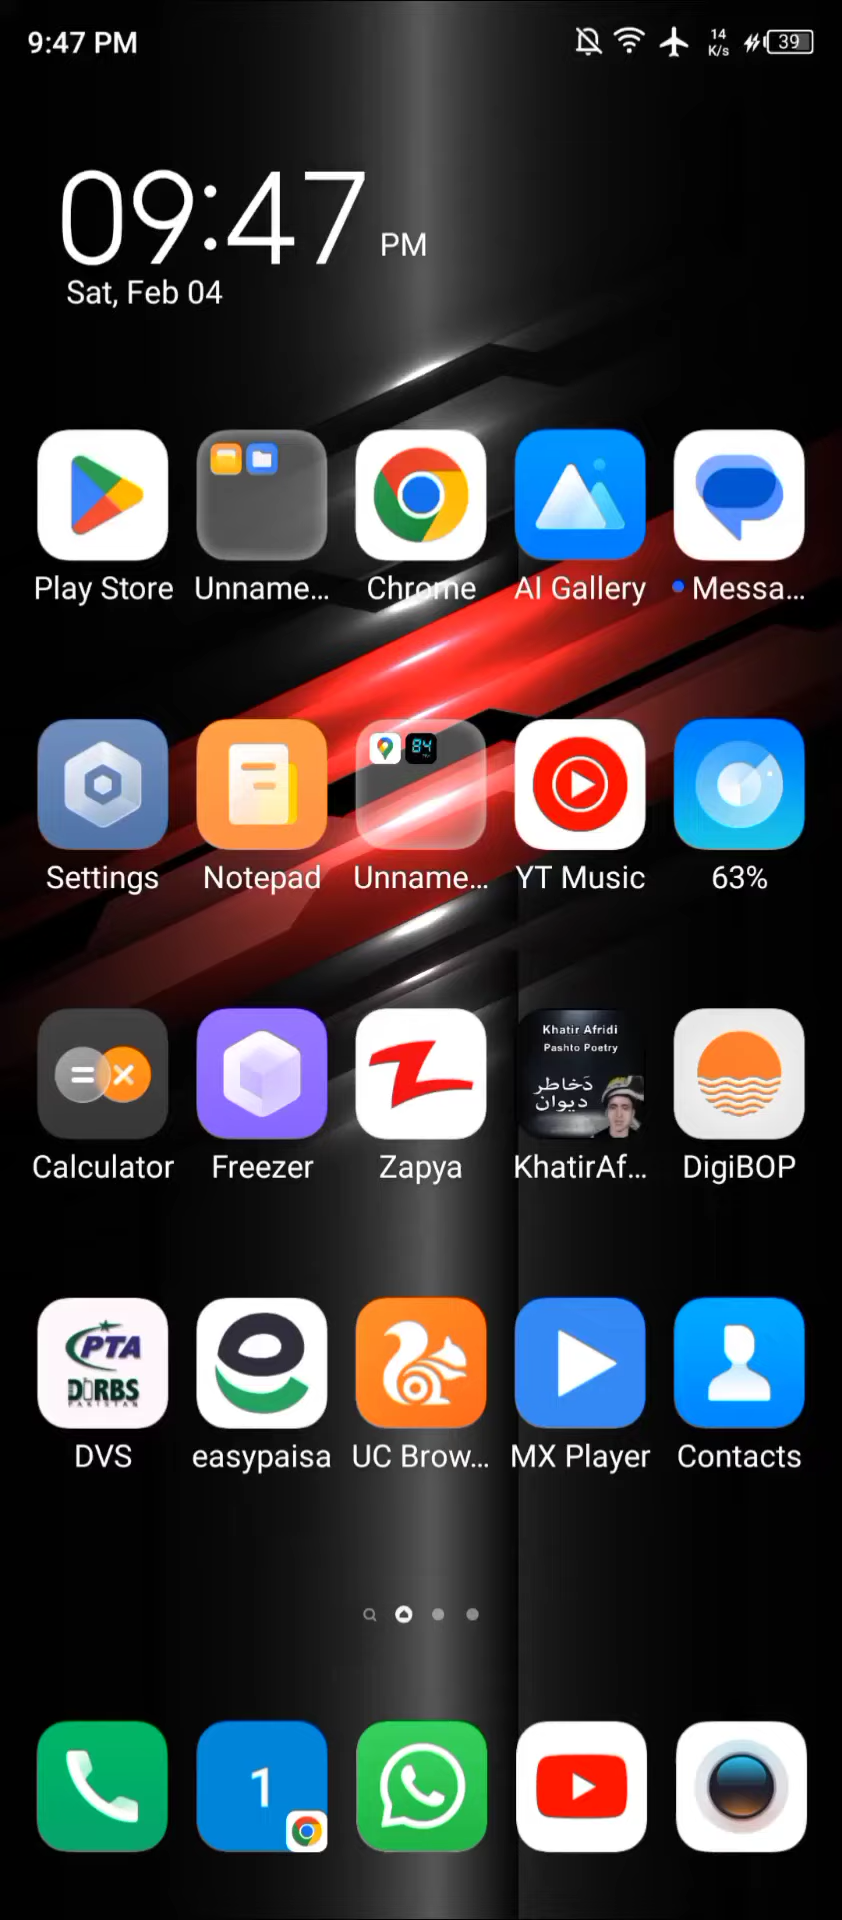 9:47 PM
14
K/s
39
09:47 PM
Sat, Feb 04
Play Store
Unname...
Chrome
AI Gallery
Messa...
84
Settings
Notepad
Unname...
YT Music
63%
Khatir Afridi
Pashto Poetry
دَخاطر
ديوان
Calculator
Freezer
Zapya
KhatirAf...
DigiBOP
PTA
DIRBS
PAKISTAN
DVS
easypaisa
UC Brow...
MX Player
Contacts
1